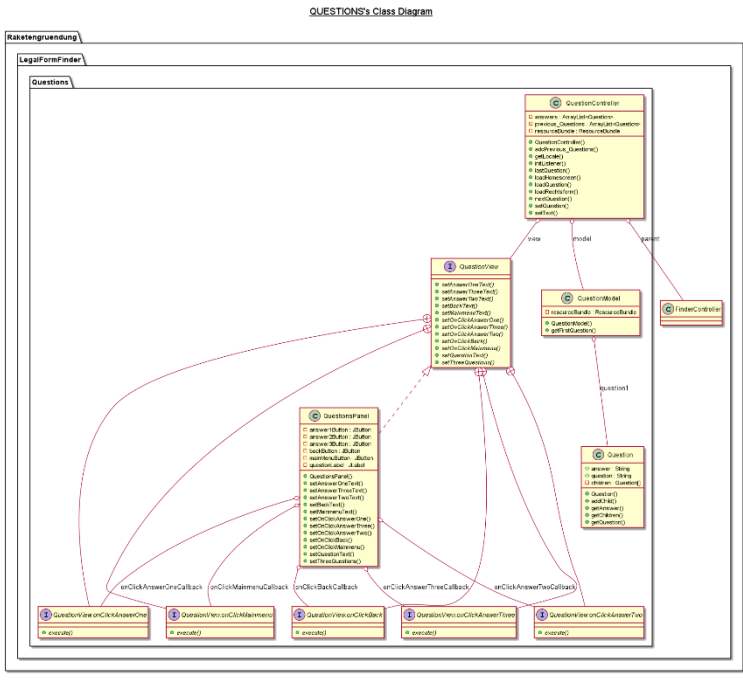 QUESTIONS's Class Diagram
Raketengruendung
LegalFormFinder
Questions
C QuestionController
answers : ArrayList<Question>
previous_Questions : ArrayList<Question>
resourceBundle : ResourceBundle
QuestionController()
addPrevious_Questions()
getLocale()
initListener()
lastQuestion()
loadHomescreen()
loadQuestion()
loadRechtsform()
nextQuestion()
setQuestion()
setText()
view
model
parent
I QuestionView
setAnswerOneText()
setAnswerThreeText()
setAnswerTwoText()
setBackText()
setMainmenuText()
setOnClickAnswerOne()
setOnClickAnswerThree()
setOnClickAnswerTwo()
setOnClickBack()
setOnClickMainmenu()
setQuestionText()
setThreeQuestions()
C QuestionModel
resourceBundle : ResourceBundle
QuestionModel()
getFirstQuestion()
C FinderController
question1
C QuestionsPanel
answer1Button : JButton
answer2Button : JButton
answer3Button : JButton
backButton : JButton
mainMenuButton : JButton
questionLabel : JLabel
QuestionsPanel()
setAnswerOneText()
setAnswerThreeText()
setAnswerTwoText()
setBackText()
setMainmenuText()
setOnClickAnswerOne()
setOnClickAnswerThree()
setOnClickAnswerTwo()
setOnClickBack()
setOnClickMainmenu()
setQuestionText()
setThreeQuestions()
C Question
answer : String
question : String
children : Question[]
Question()
addChild()
getAnswer()
getChildren()
getQuestion()
onClickAnswerOneCallback
onClickMainmenuCallback
onClickBackCallback
onClickAnswerThreeCallback
onClickAnswerTwoCallback
I QuestionView.onClickAnswerOne
execute()
I QuestionView.onClickMainmenu
execute()
I QuestionView.onClickBack
execute()
I QuestionView.onClickAnswerThree
execute()
I QuestionView.onClickAnswerTwo
execute()